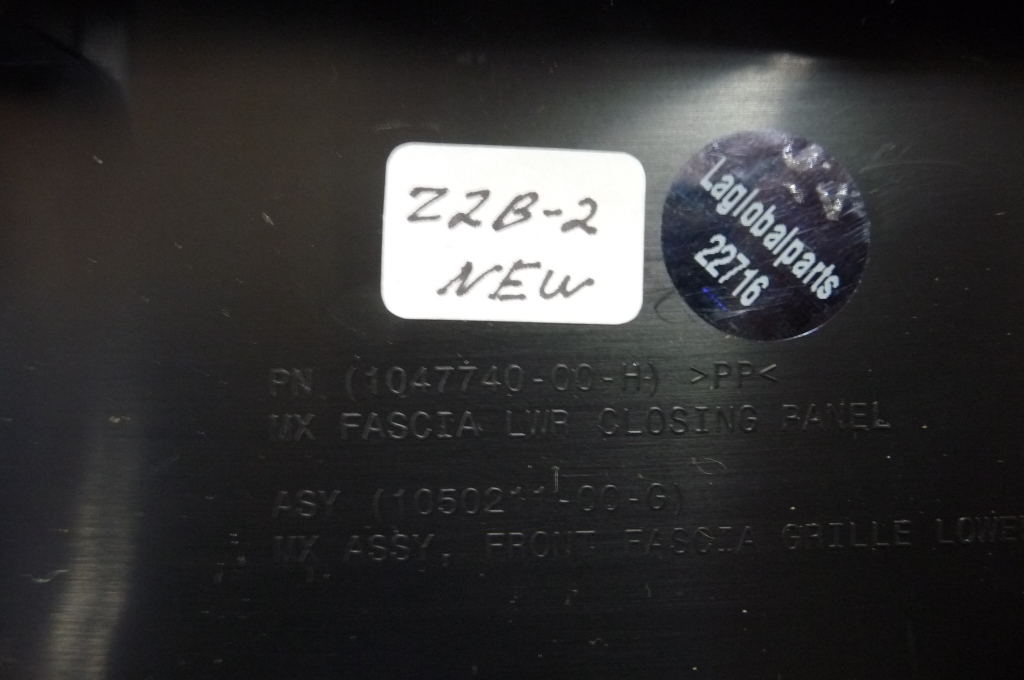 Z2B-2
NEW
Laglobalparts
22716
PN (1047740-00-H) >PP<
MX FASCIA LWR CLOSING PANEL
ASY (1050211-00-G)
MX ASSY, FRONT FASCIA GRILLE LOWE